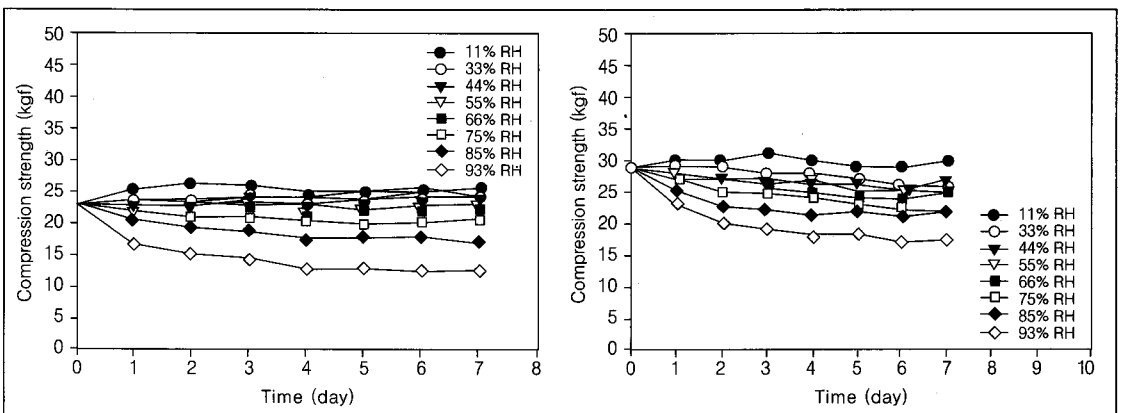 50
45
40
35
30
25
20
15
10
5
0
Compression strength (kgf)
0 1 2 3 4 5 6 7 8
Time (day)
11% RH
33% RH
44% RH
55% RH
66% RH
75% RH
85% RH
93% RH
50
45
40
35
30
25
20
15
10
5
0
Compression strength (kgf)
0 1 2 3 4 5 6 7 8 9 10
Time (day)
11% RH
33% RH
44% RH
55% RH
66% RH
75% RH
85% RH
93% RH